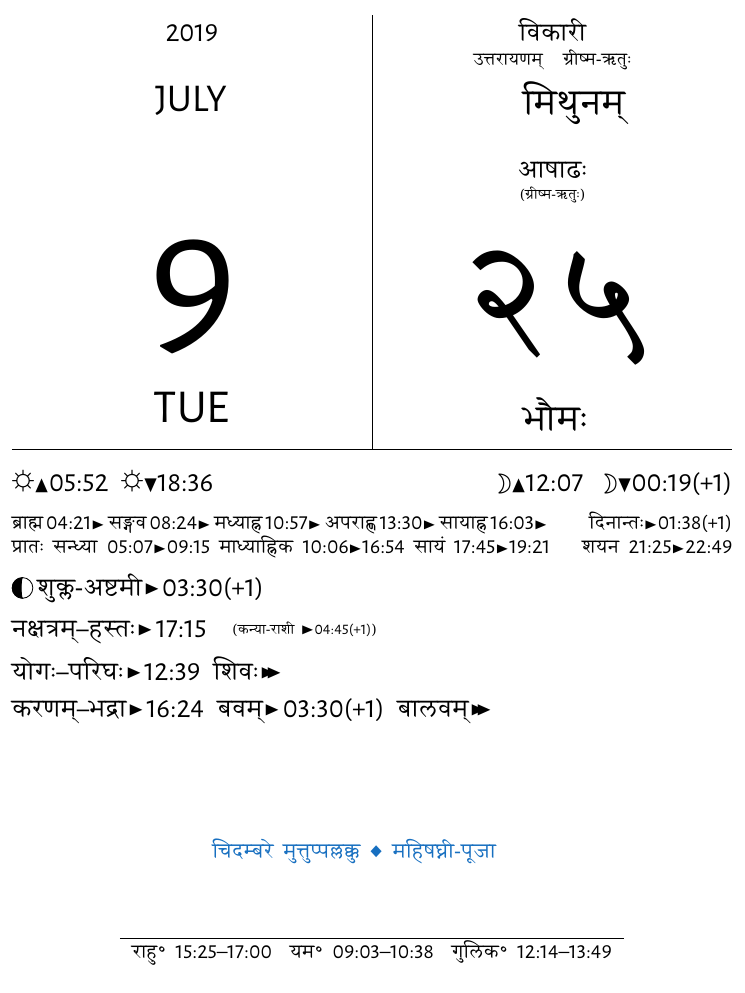 2019
JULY
9
TUE
विकारी
उत्तरायणम् ग्रीष्म-ऋतुः
मिथुनम्
आषाढः
(ग्रीष्म-ऋतुः)
२५
भौमः
☼▲05:52 ☼▼18:36 ☽▲12:07 ☽▼00:19(+1)
ब्राह्म 04:21► सङ्गव 08:24► मध्याह्न 10:57► अपराह्ण 13:30► सायाह्न 16:03► दिनान्तः►01:38(+1)
प्रातः सन्ध्या 05:07►09:15 माध्याह्निक 10:06►16:54 सायं 17:45►19:21 शयन 21:25►22:49
शुक्ल-अष्टमी►03:30(+1)
नक्षत्रम्–हस्तः►17:15 (कन्या-राशी ►04:45(+1))
योगः–परिघः►12:39 शिवः►►
करणम्–भद्रा►16:24 बवम्►03:30(+1) बालवम्►►
चिदम्बरे मुत्तुप्पल्लक्कु ◆ महिषघ्नी-पूजा
राहु॰ 15:25–17:00 यम॰ 09:03–10:38 गुलिक॰ 12:14–13:49